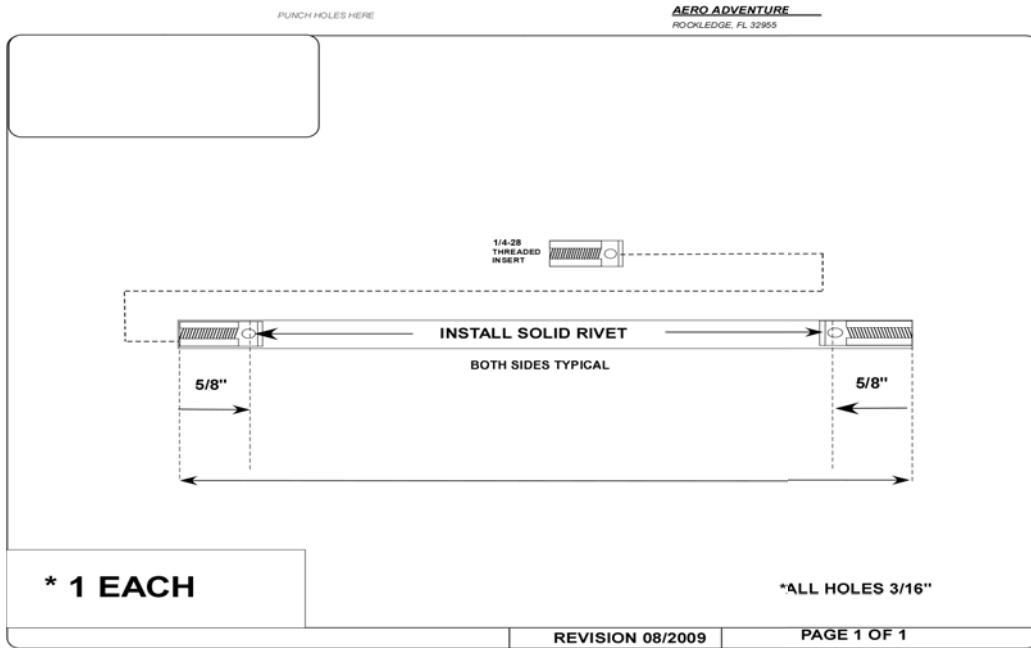 PUNCH HOLES HERE
AERO ADVENTURE
ROCKLEDGE, FL 32955
1/4-28
THREADED
INSERT
INSTALL SOLID RIVET
BOTH SIDES TYPICAL
5/8"
5/8"
* 1 EACH
*ALL HOLES 3/16"
REVISION 08/2009
PAGE 1 OF 1